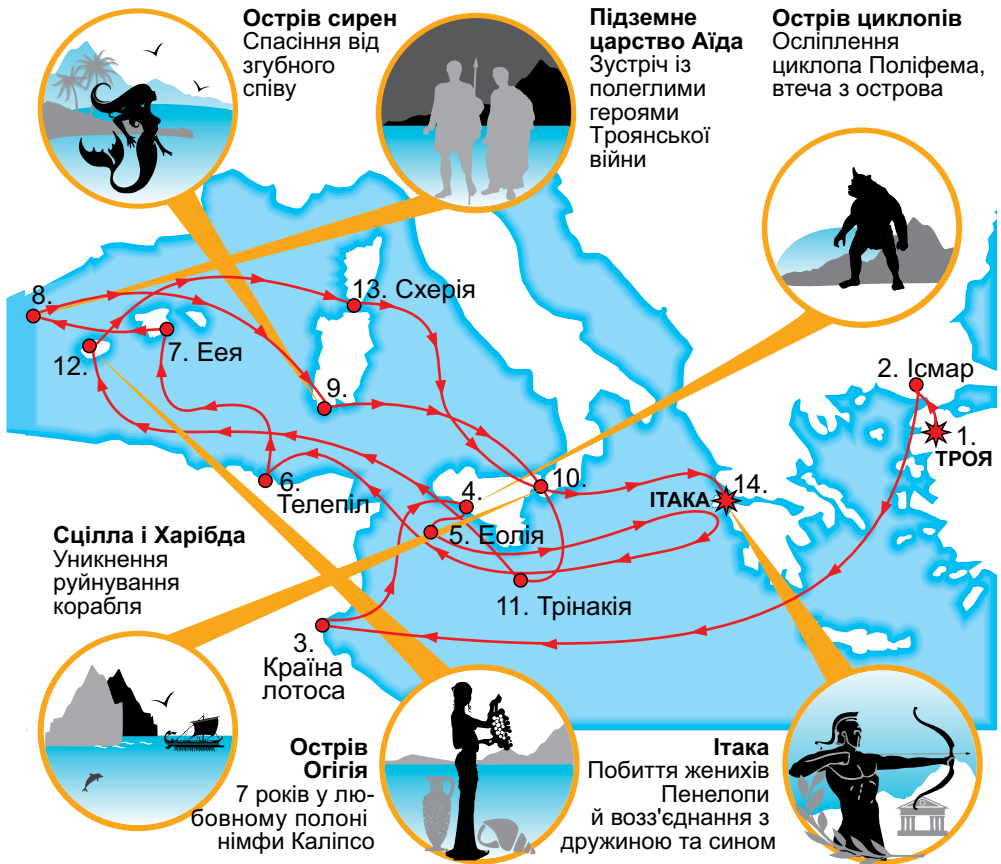 Острів сирен
Спасіння від
згубного
співу
Підземне
царство Аїда
Зустріч із
полеглими
героями
Троянської
війни
Острів циклопів
Осліплення
циклопа Поліфема,
втеча з острова
8.
13. Схерія
7. Еея
12.
2. Ісмар
9.
1.
ТРОЯ
6.
Телепіл
4.
10.
14.
ІТАКА
5. Еолія
Сцілла і Харібда
Уникнення
руйнування
корабля
11. Трінакія
3.
Країна
лотоса
Острів
Огігія
7 років у лю-
бовному полоні
німфи Каліпсо
Ітака
Побиття женихів
Пенелопи
й возз'єднання з
дружиною та сином